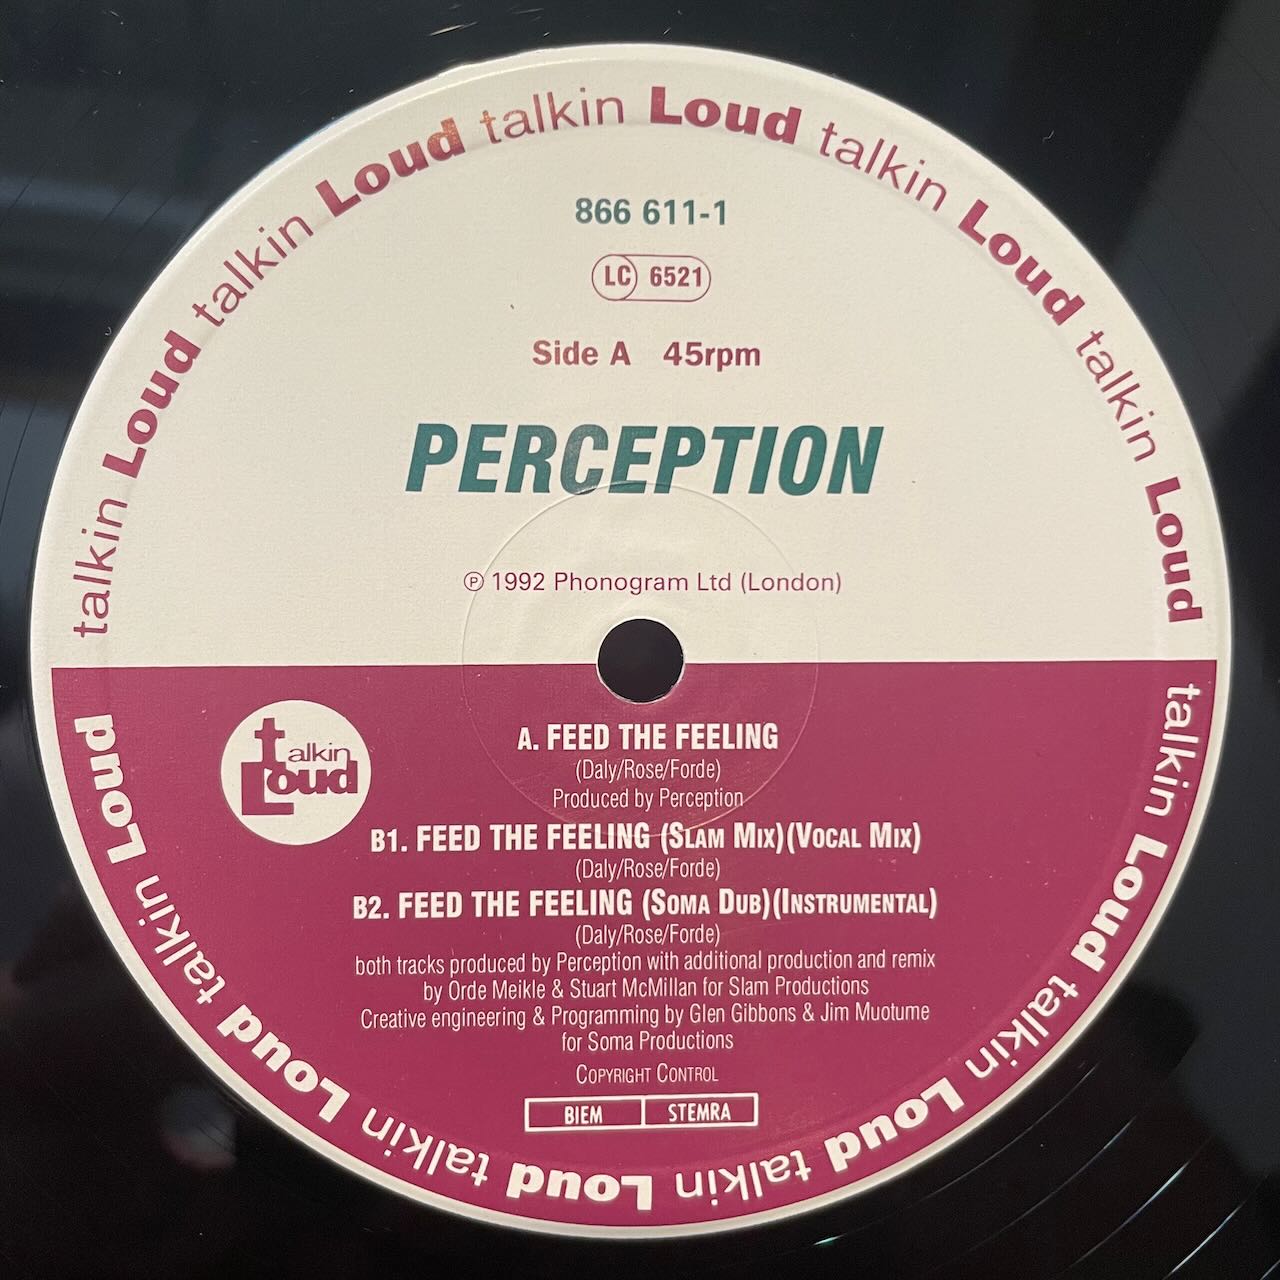 talkin Loud talkin Loud talkin Loud talkin Loud talkin Loud
866 611-1
LC 6521
Side A 45rpm
PERCEPTION
℗ 1992 Phonogram Ltd (London)
talkin Loud
A. FEED THE FEELING
(Daly/Rose/Forde)
Produced by Perception
B1. FEED THE FEELING (SLAM MIX)(VOCAL MIX)
(Daly/Rose/Forde)
B2. FEED THE FEELING (SOMA DUB)(INSTRUMENTAL)
(Daly/Rose/Forde)
both tracks produced by Perception with additional production and remix
by Orde Meikle & Stuart McMillan for Slam Productions
Creative engineering & Programming by Glen Gibbons & Jim Muotume
for Soma Productions
COPYRIGHT CONTROL
BIEM STEMRA
talkin Loud talkin Loud talkin Loud talkin Loud talkin Loud